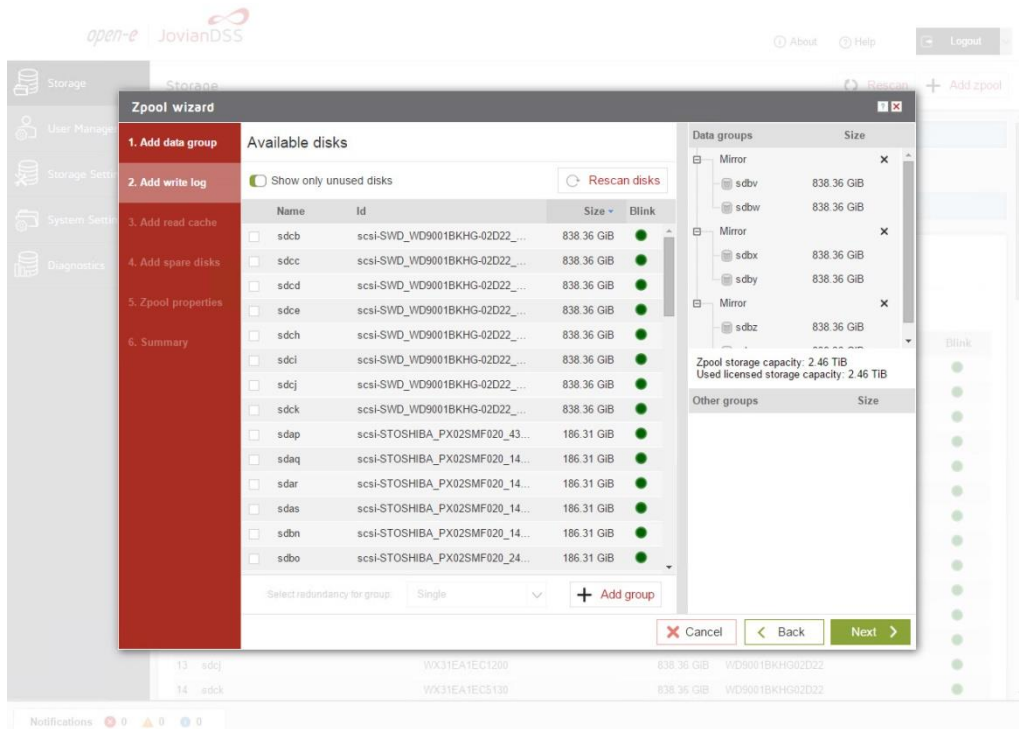 open-e JovianDSS
About Help Logout
Storage
Storage
Rescan Add zpool
User Manage
Storage Setti
System Setti
Diagnostics
Zpool wizard
1. Add data group
2. Add write log
3. Add read cache
4. Add spare disks
5. Zpool properties
6. Summary
Available disks
Show only unused disks
Rescan disks
Name Id Size Blink
sdcb scsi-SWD_WD9001BKHG-02D22_... 838.36 GiB
sdcc scsi-SWD_WD9001BKHG-02D22_... 838.36 GiB
sdcd scsi-SWD_WD9001BKHG-02D22_... 838.36 GiB
sdce scsi-SWD_WD9001BKHG-02D22_... 838.36 GiB
sdch scsi-SWD_WD9001BKHG-02D22_... 838.36 GiB
sdci scsi-SWD_WD9001BKHG-02D22_... 838.36 GiB
sdcj scsi-SWD_WD9001BKHG-02D22_... 838.36 GiB
sdck scsi-SWD_WD9001BKHG-02D22_... 838.36 GiB
sdap scsi-STOSHIBA_PX02SMF020_43... 186.31 GiB
sdaq scsi-STOSHIBA_PX02SMF020_14... 186.31 GiB
sdar scsi-STOSHIBA_PX02SMF020_14... 186.31 GiB
sdas scsi-STOSHIBA_PX02SMF020_14... 186.31 GiB
sdbn scsi-STOSHIBA_PX02SMF020_14... 186.31 GiB
sdbo scsi-STOSHIBA_PX02SMF020_24... 186.31 GiB
Select redundancy for group: Single
Add group
Data groups Size
Mirror
sdbv 838.36 GiB
sdbw 838.36 GiB
Mirror
sdbx 838.36 GiB
sdby 838.36 GiB
Mirror
sdbz 838.36 GiB
Zpool storage capacity: 2.46 TiB
Used licensed storage capacity: 2.46 TiB
Other groups Size
Cancel Back Next
Blink
13 sdcj WX31EA1EC1200 838.36 GiB WD9001BKHG02D22
14 sdck WX31EA1EC5130 838.36 GiB WD9001BKHG02D22
Notifications 0 0 0